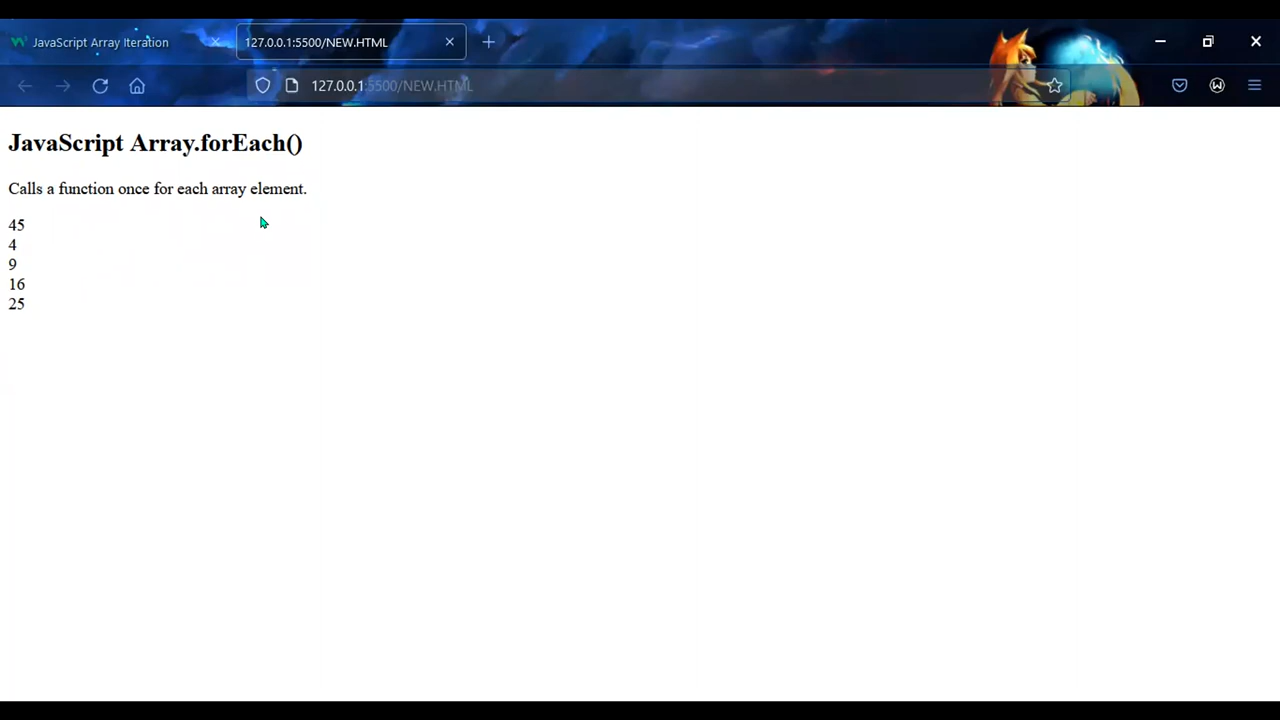 JavaScript Array Iteration
127.0.0.1:5500/NEW.HTML
127.0.0.1:5500/NEW.HTML
JavaScript Array.forEach()
Calls a function once for each array element.
45
4
9
16
25